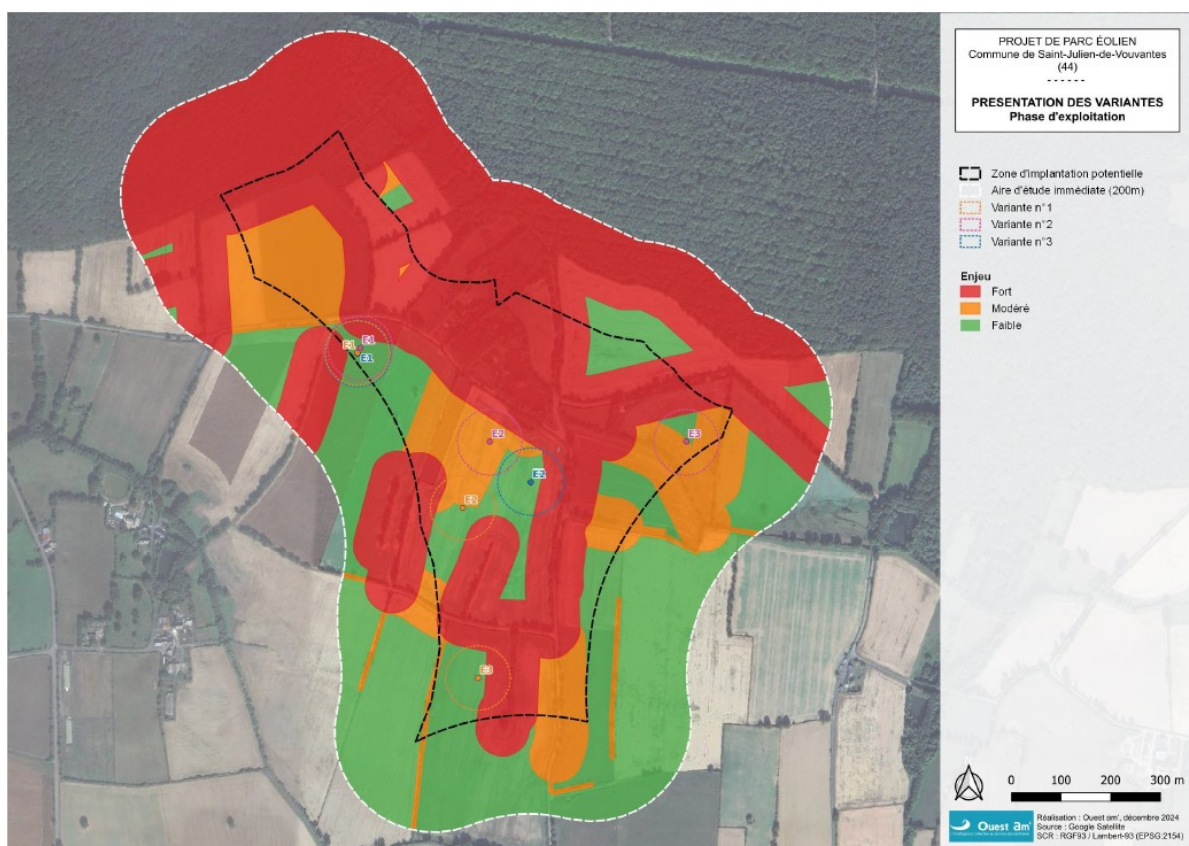 PROJET DE PARC ÉOLIEN
Commune de Saint-Julien-de-Vouvantes
(44)
------
PRESENTATION DES VARIANTES
Phase d'exploitation
Zone d'implantation potentielle
Aire d'étude immédiate (200m)
Variante n°1
Variante n°2
Variante n°3
Enjeu
Fort
Modéré
Faible
E1
E1
E1
E2
E3
E2
E2
E3
0 100 200 300 m
Ouest am'
Réalisation : Ouest am', décembre 2024
Source : Google Satellite
SCR : RGF93 / Lambert-93 (EPSG:2154)